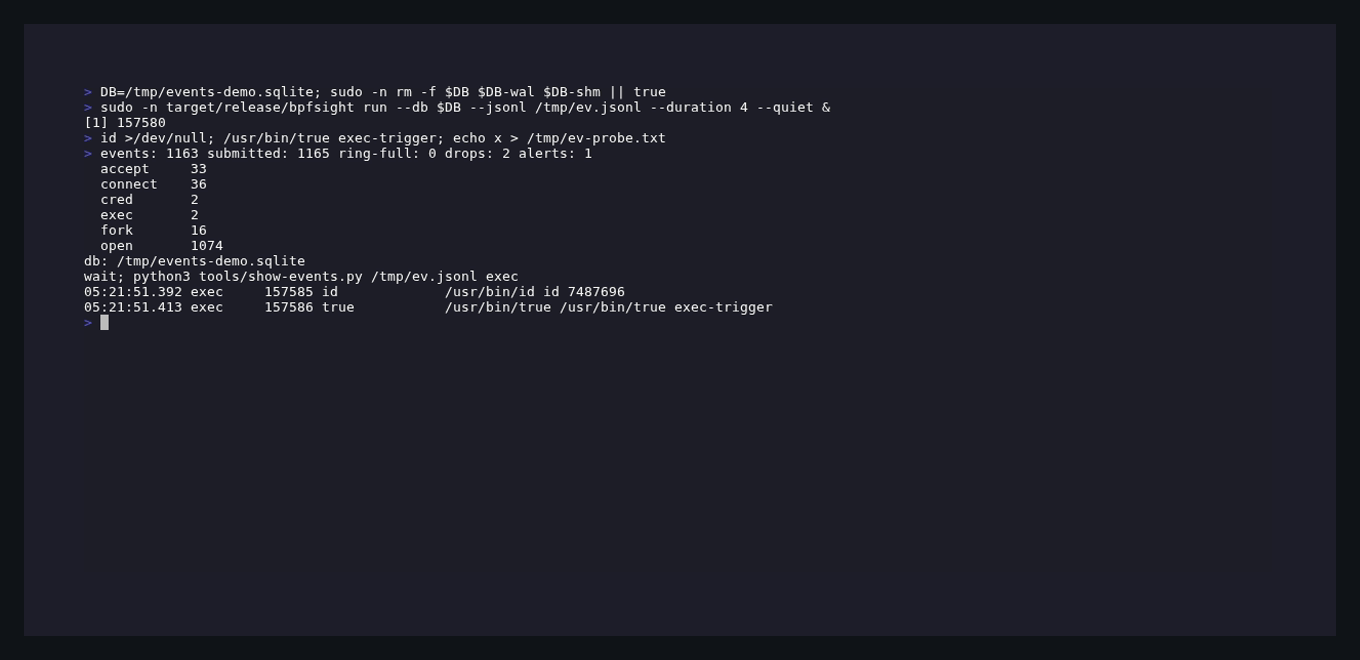 > DB=/tmp/events-demo.sqlite; sudo -n rm -f $DB $DB-wal $DB-shm || true
> sudo -n target/release/bpfsight run --db $DB --jsonl /tmp/ev.jsonl --duration 4 --quiet &
[1] 157580
> id >/dev/null; /usr/bin/true exec-trigger; echo x > /tmp/ev-probe.txt
> events: 1163 submitted: 1165 ring-full: 0 drops: 2 alerts: 1
  accept     33
  connect    36
  cred       2
  exec       2
  fork       16
  open       1074
db: /tmp/events-demo.sqlite
wait; python3 tools/show-events.py /tmp/ev.jsonl exec
05:21:51.392 exec     157585 id             /usr/bin/id id 7487696
05:21:51.413 exec     157586 true           /usr/bin/true /usr/bin/true exec-trigger
>